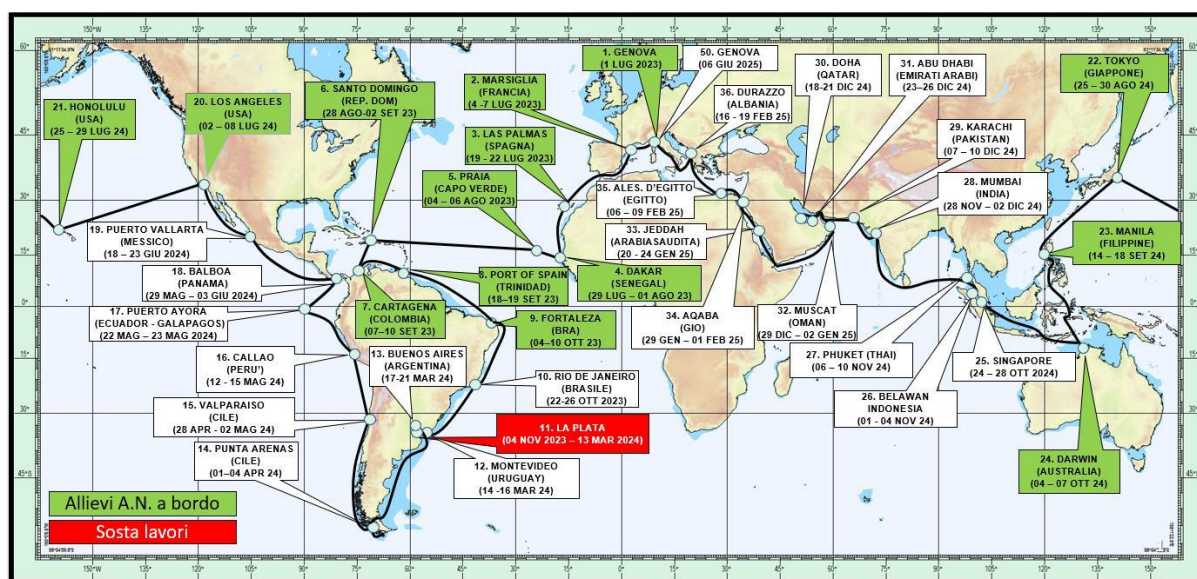 150°W
120°W
90°W
60°W
30°W
0°
30°E
60°E
90°E
120°E
150°E
60°
45°
30°
15°
0°
15°
30°
45°S
1. GENOVA
(1 LUG 2023)
50. GENOVA
(06 GIU 2025)
2. MARSIGLIA
(FRANCIA)
(4 -7 LUG 2023)
3. LAS PALMAS
(SPAGNA)
(19 - 22 LUG 2023)
4. DAKAR
(SENEGAL)
(29 LUG – 01 AGO 23)
5. PRAIA
(CAPO VERDE)
(04 – 06 AGO 2023)
6. SANTO DOMINGO
(REP. DOM)
(28 AGO-02 SET 23)
7. CARTAGENA
(COLOMBIA)
(07–10 SET 23)
8. PORT OF SPAIN
(TRINIDAD)
(18–19 SET 23)
9. FORTALEZA
(BRA)
(04–10 OTT 23)
10. RIO DE JANEIRO
(BRASILE)
(22-26 OTT 2023)
11. LA PLATA
(04 NOV 2023 – 13 MAR 2024)
12. MONTEVIDEO
(URUGUAY)
(14 -16 MAR 24)
13. BUENOS AIRES
(ARGENTINA)
(17-21 MAR 24)
14. PUNTA ARENAS
(CILE)
(01–04 APR 24)
15. VALPARAISO
(CILE)
(28 APR - 02 MAG 24)
16. CALLAO
(PERU')
(12 - 15 MAG 24)
17. PUERTO AYORA
(ECUADOR - GALAPAGOS)
(22 MAG – 23 MAG 2024)
18. BALBOA
(PANAMA)
(29 MAG – 03 GIU 2024)
19. PUERTO VALLARTA
(MESSICO)
(18 – 23 GIU 2024)
20. LOS ANGELES
(USA)
(02 – 08 LUG 24)
21. HONOLULU
(USA)
(25 – 29 LUG 24)
22. TOKYO
(GIAPPONE)
(25 – 30 AGO 24)
23. MANILA
(FILIPPINE)
(14 – 18 SET 24)
24. DARWIN
(AUSTRALIA)
(04 – 07 OTT 24)
25. SINGAPORE
(24 – 28 OTT 2024)
26. BELAWAN
INDONESIA
(01 - 04 NOV 24)
27. PHUKET (THAI)
(06 – 10 NOV 24)
28. MUMBAI
(INDIA)
(28 NOV – 02 DIC 24)
29. KARACHI
(PAKISTAN)
(07 – 10 DIC 24)
30. DOHA
(QATAR)
(18-21 DIC 24)
31. ABU DHABI
(EMIRATI ARABI)
(23–26 DIC 24)
32. MUSCAT
(OMAN)
(29 DIC – 02 GEN 25)
33. JEDDAH
(ARABIA SAUDITA)
(20 - 24 GEN 25)
34. AQABA
(GIO)
(29 GEN – 01 FEB 25)
35. ALES. D'EGITTO
(EGITTO)
(06 – 09 FEB 25)
36. DURAZZO
(ALBANIA)
(16 - 19 FEB 25)
Allievi A.N. a bordo
Sosta lavori
150°W
120°W
90°W
60°W
30°W
0°
30°E
60°E
90°E
120°E
150°E